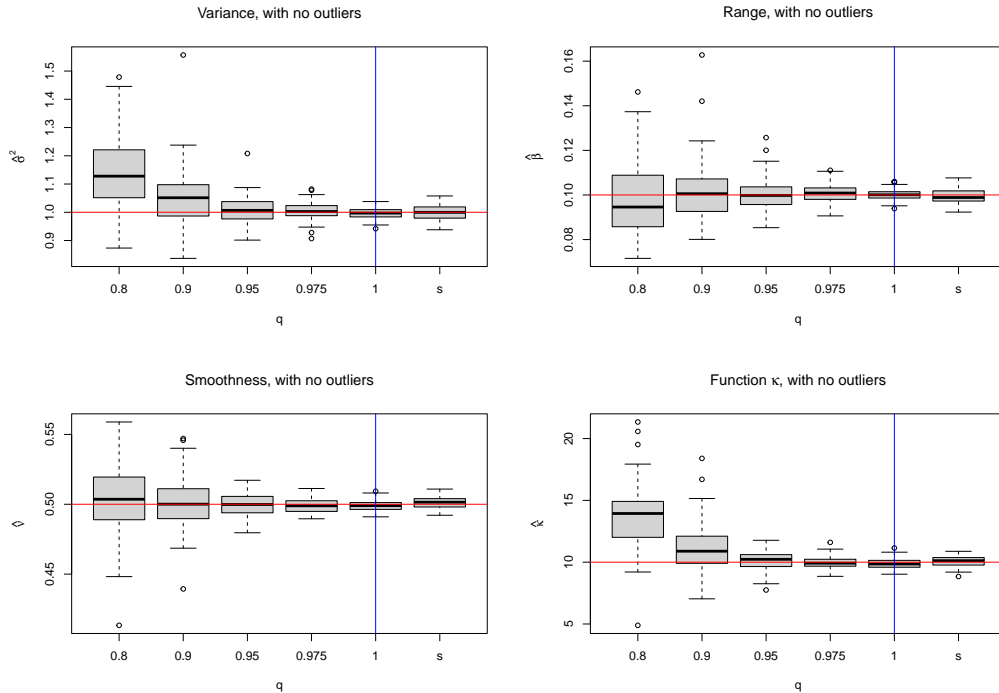 Variance, with no outliers
σ̂²
1.5
1.4
1.3
1.2
1.1
1.0
0.9
0.8 0.9 0.95 0.975 1 s
q
Range, with no outliers
β̂
0.16
0.14
0.12
0.10
0.08
0.8 0.9 0.95 0.975 1 s
q
Smoothness, with no outliers
ν̂
0.55
0.50
0.45
0.8 0.9 0.95 0.975 1 s
q
Function κ, with no outliers
κ̂
20
15
10
5
0.8 0.9 0.95 0.975 1 s
q